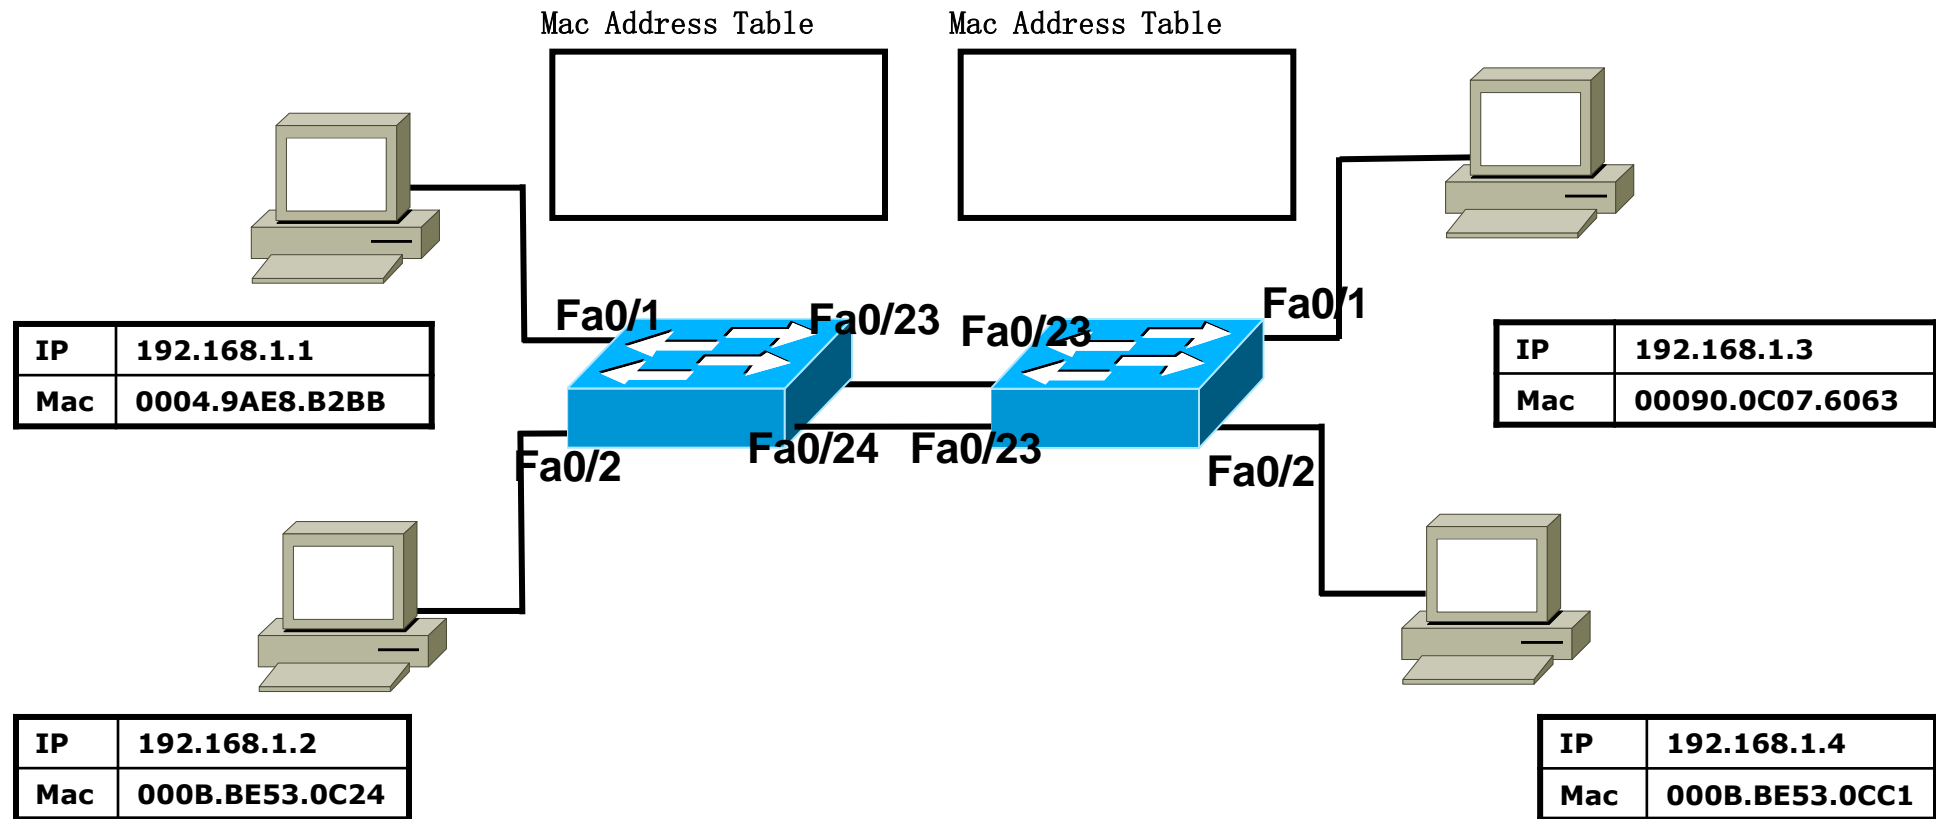 Mac Address Table
Mac Address Table
Fa0/1
Fa0/23
Fa0/23
Fa0/1
IP 192.168.1.1
Mac 0004.9AE8.B2BB
IP 192.168.1.3
Mac 00090.0C07.6063
Fa0/2
Fa0/24
Fa0/23
Fa0/2
IP 192.168.1.2
Mac 000B.BE53.0C24
IP 192.168.1.4
Mac 000B.BE53.0CC1